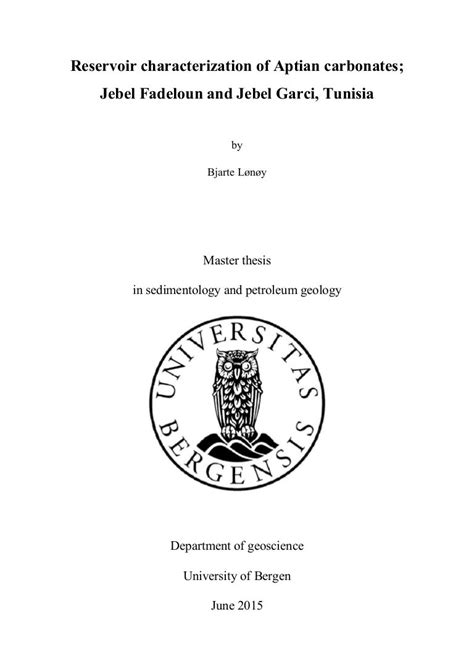 Reservoir characterization of Aptian carbonates;
Jebel Fadeloun and Jebel Garci, Tunisia
by
Bjarte Lønøy
Master thesis
in sedimentology and petroleum geology
UNIVERSITAS
BERGENSIS
Department of geoscience
University of Bergen
June 2015